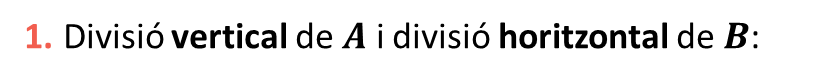 1. Divisió vertical de A i divisió horitzontal de B: